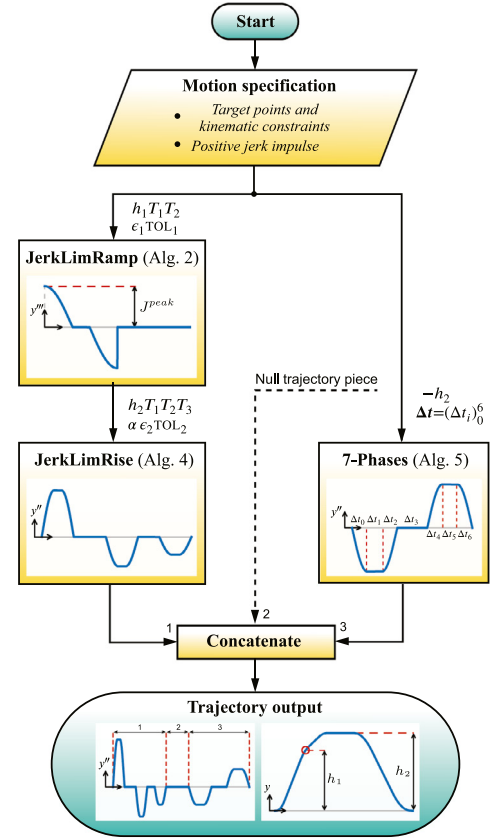 Start
Motion specification
• Target points and
kinematic constraints
• Positive jerk impulse
h₁T₁T₂
ϵ₁TOL₁
JerkLimRamp (Alg. 2)
y‴
J^peak
Null trajectory piece
h₂T₁T₂T₃
α ϵ₂TOL₂
−h₂
Δt=(Δtᵢ)₀⁶
JerkLimRise (Alg. 4)
y″
7-Phases (Alg. 5)
y″
Δt₀ Δt₁ Δt₂ Δt₃
Δt₄ Δt₅ Δt₆
1
2
3
Concatenate
Trajectory output
1 2 3
y″
h₁
h₂
y